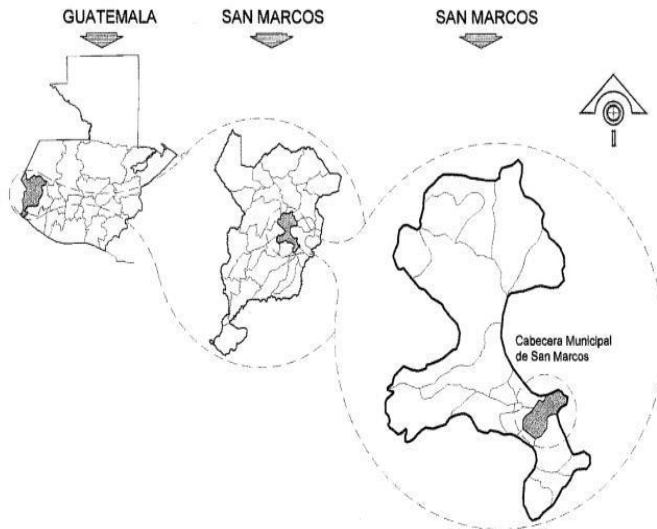 GUATEMALA
SAN MARCOS
SAN MARCOS
Cabecera Municipal
de San Marcos